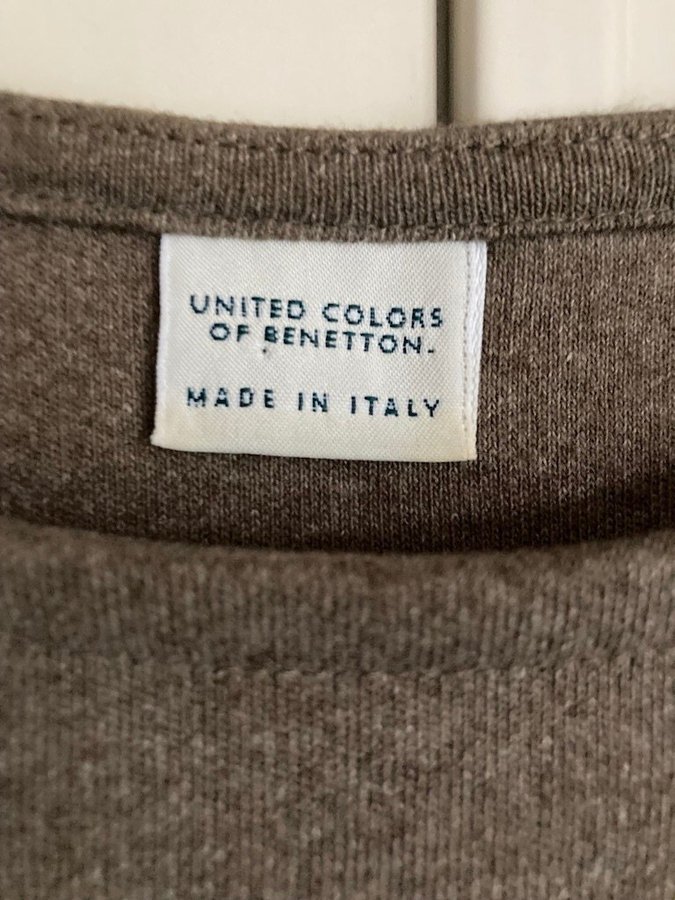 UNITED COLORS
OF BENETTON.
MADE IN ITALY